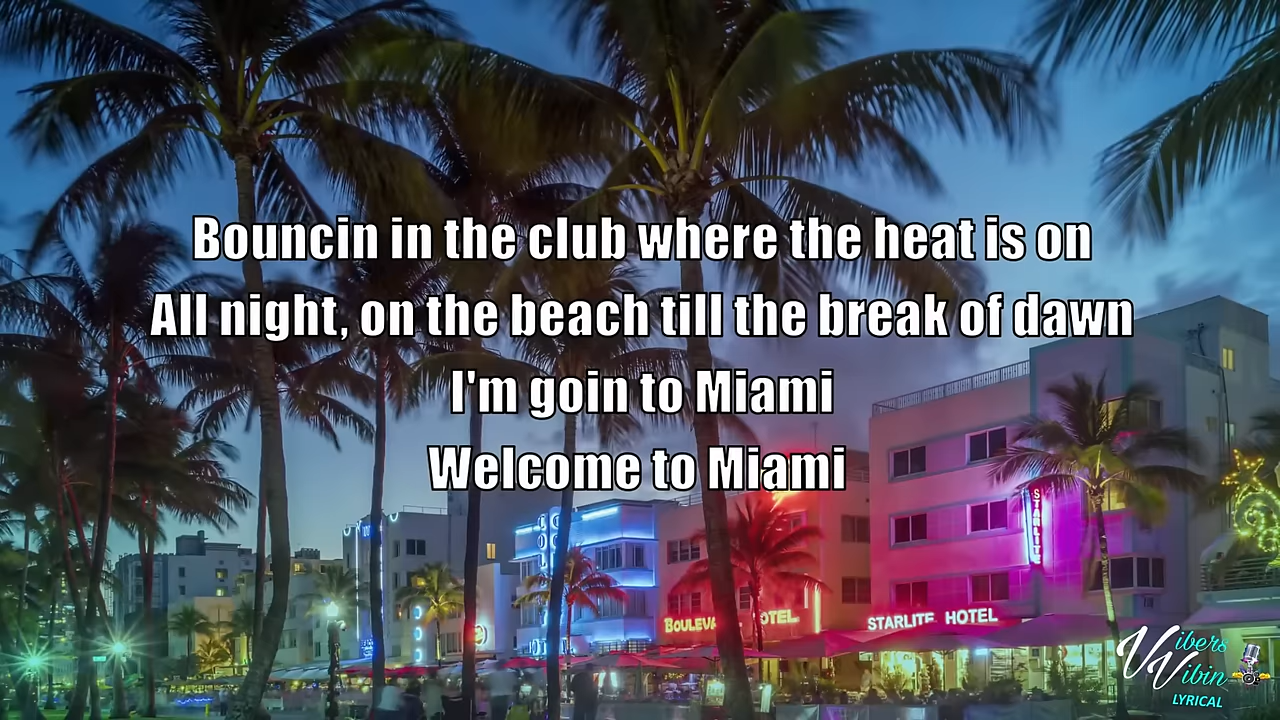 Bouncin in the club where the heat is on
All night, on the beach till the break of dawn
I'm goin to Miami
Welcome to Miami
STARLITE
HOTEL
STARLITE HOTEL
Vibers
Vibin
LYRICAL